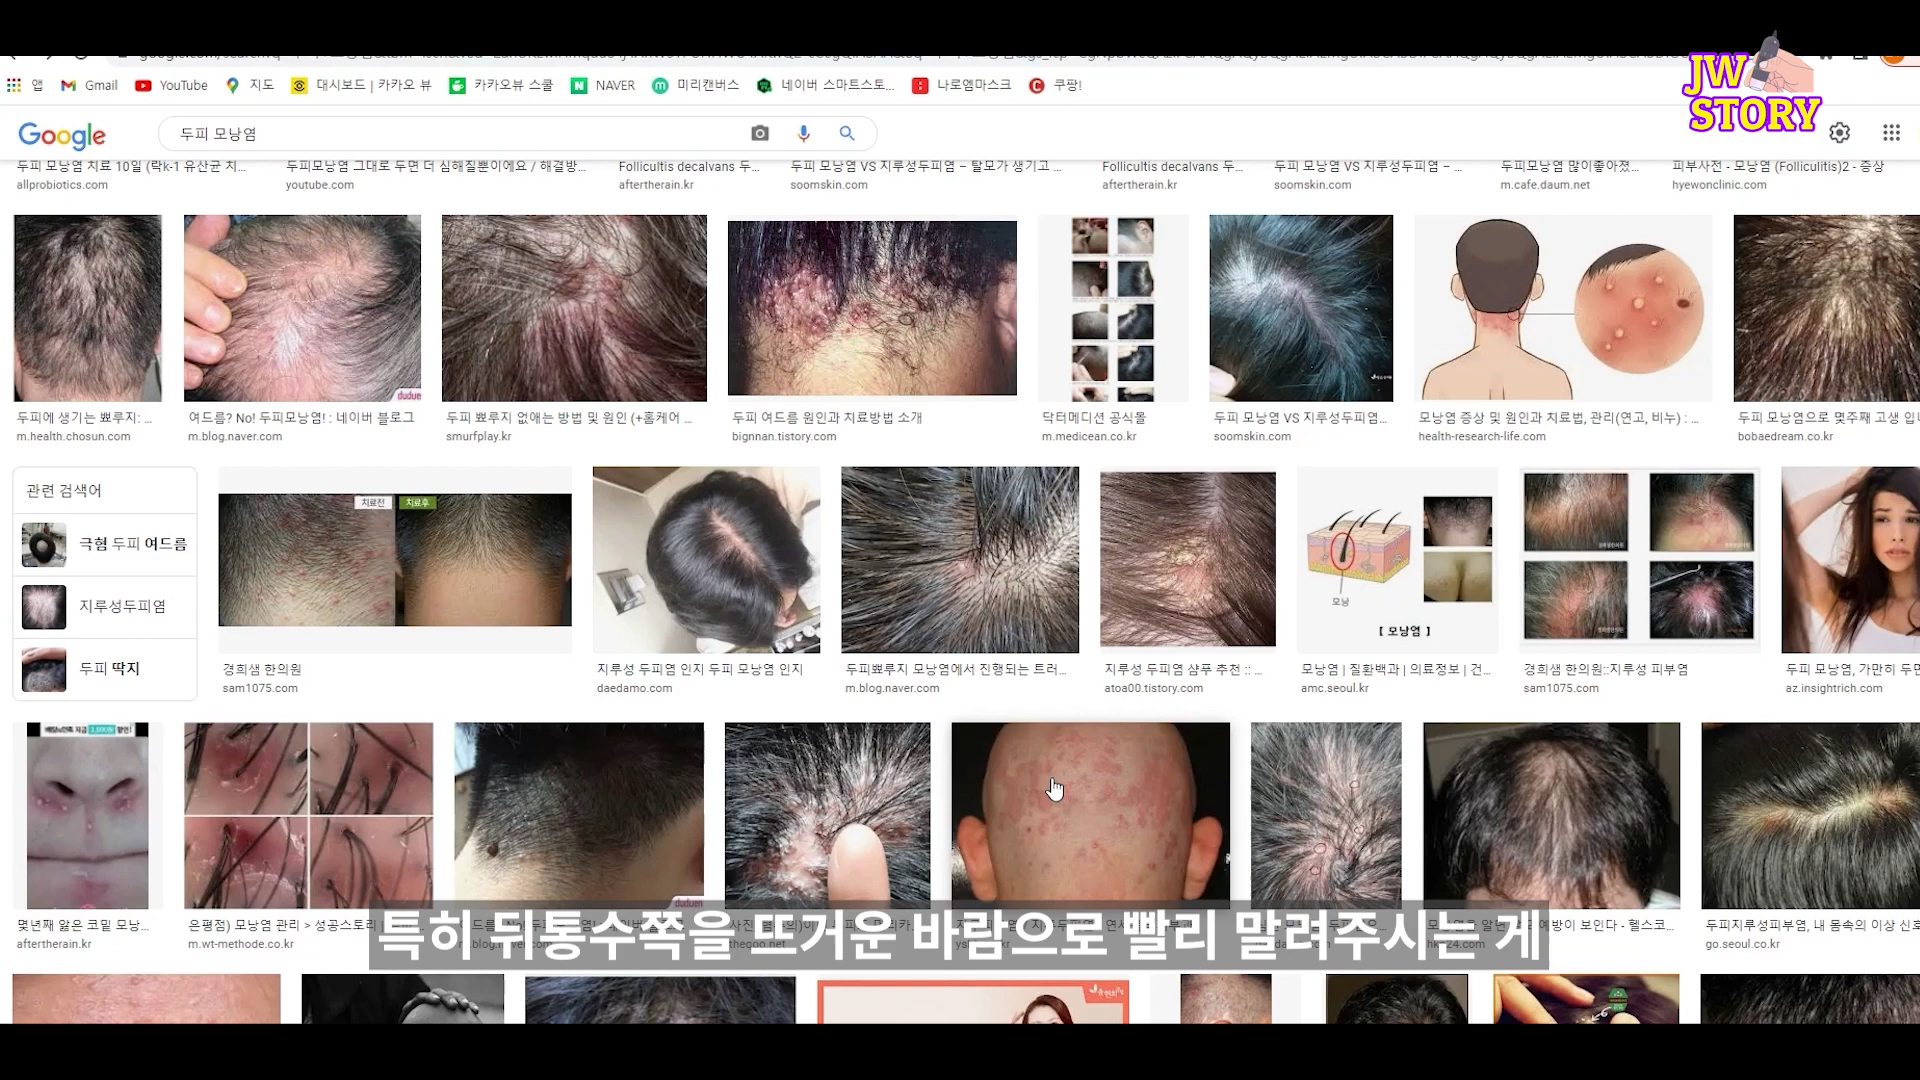 JW
STORY
앱 Gmail YouTube 지도 대시보드 | 카카오 뷰 카카오뷰 스쿨 NAVER 미리캔버스 네이버 스마트스토... 나로엠마스크 쿠팡!
Google 두피 모낭염
두피 모낭염 치료 10일 (락k-1 유산균 치... 두피모낭염 그대로 두면 더 심해질뿐이에요 / 해결방... Follicultis decalvans 두... 두피 모낭염 VS 지루성두피염 – 탈모가 생기고 ... Follicultis decalvans 두... 두피 모낭염 VS 지루성두피염 – ... 두피모낭염 많이좋아졌... 피부사전 - 모낭염 (Folliculitis)2 - 증상
allprobiotics.com youtube.com aftertherain.kr soomskin.com aftertherain.kr soomskin.com m.cafe.daum.net hyewonclinic.com
두피에 생기는 뾰루지: ... 여드름? No! 두피모낭염! : 네이버 블로그 두피 뾰루지 없애는 방법 및 원인 (+홈케어 ... 두피 여드름 원인과 치료방법 소개 닥터메디션 공식몰 두피 모낭염 VS 지루성두피염... 모낭염 증상 및 원인과 치료법, 관리(연고, 비누) : ... 두피 모낭염으로 몇주째 고생 입니
m.health.chosun.com m.blog.naver.com smurfplay.kr bignnan.tistory.com m.medicean.co.kr soomskin.com health-research-life.com bobaedream.co.kr
관련 검색어
극혐 두피 여드름
지루성두피염
두피 딱지
치료전 치료후
모낭
[ 모낭염 ]
경희샘 한의원 지루성 두피염 인지 두피 모낭염 인지 두피뾰루지 모낭염에서 진행되는 트러... 지루성 두피염 샴푸 추천 :: ... 모낭염 | 질환백과 | 의료정보 | 건... 경희샘 한의원::지루성 피부염 두피 모낭염, 가만히 두면
sam1075.com daedamo.com m.blog.naver.com atoa00.tistory.com amc.seoul.kr sam1075.com az.insightrich.com
몇년째 앓은 코밑 모낭... 은평점) 모낭염 관리 > 성공스토리 두피지루성피부염, 내 몸속의 이상 신호
aftertherain.kr m.wt-methode.co.kr go.seoul.co.kr
특히 뒤통수쪽을 뜨거운 바람으로 빨리 말려주시는 게